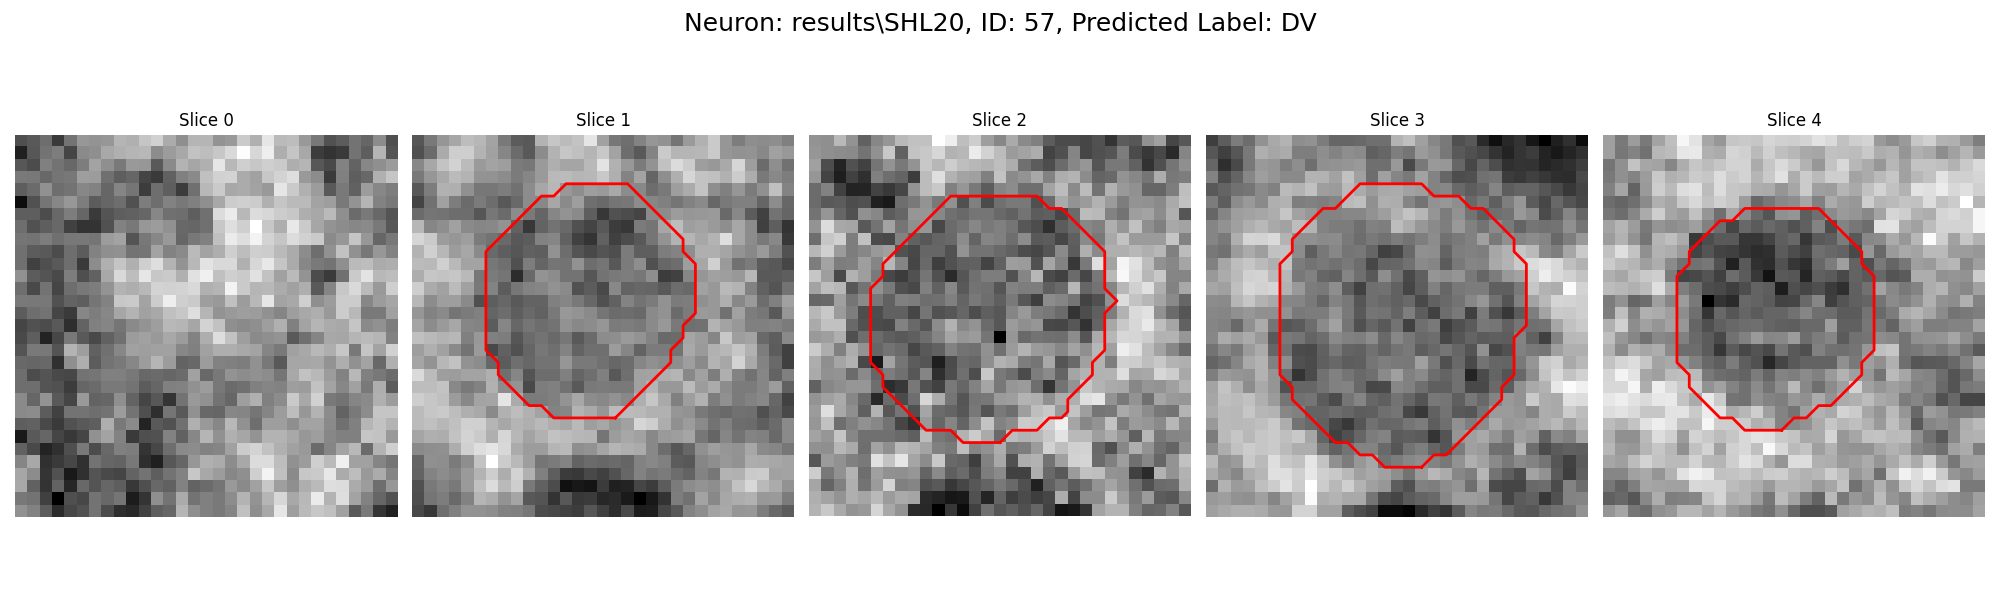 Neuron: results\SHL20, ID: 57, Predicted Label: DV
Slice 0
Slice 1
Slice 2
Slice 3
Slice 4